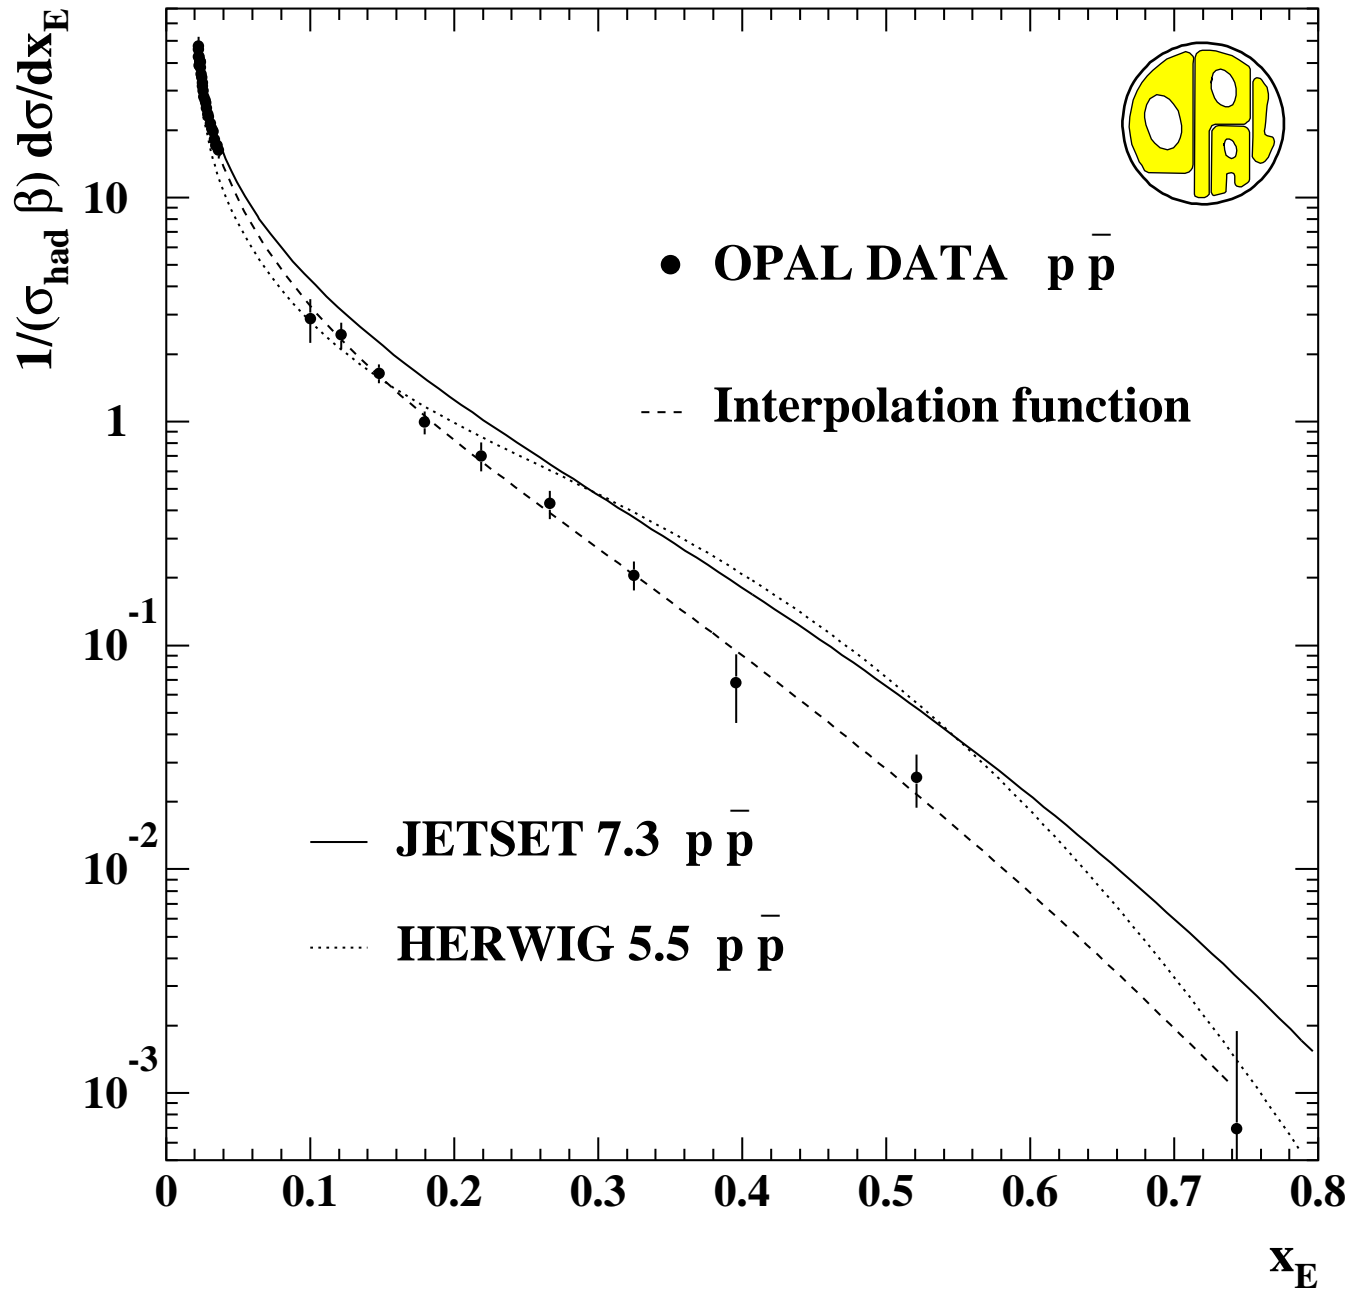 1/(σhad β) dσ/dxE
OPAL
10
OPAL DATA p p̅
1
Interpolation function
10-1
JETSET 7.3 p p̅
10-2
HERWIG 5.5 p p̅
10-3
0 0.1 0.2 0.3 0.4 0.5 0.6 0.7 0.8
xE